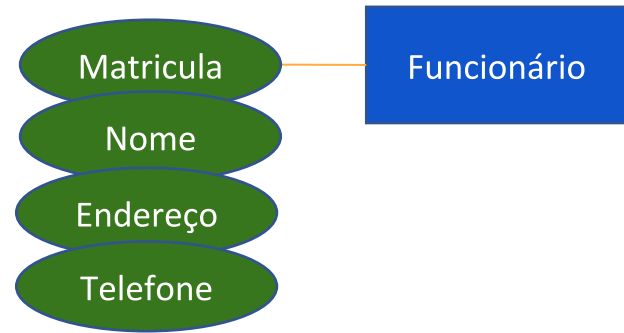 Matricula
Funcionário
Nome
Endereço
Telefone